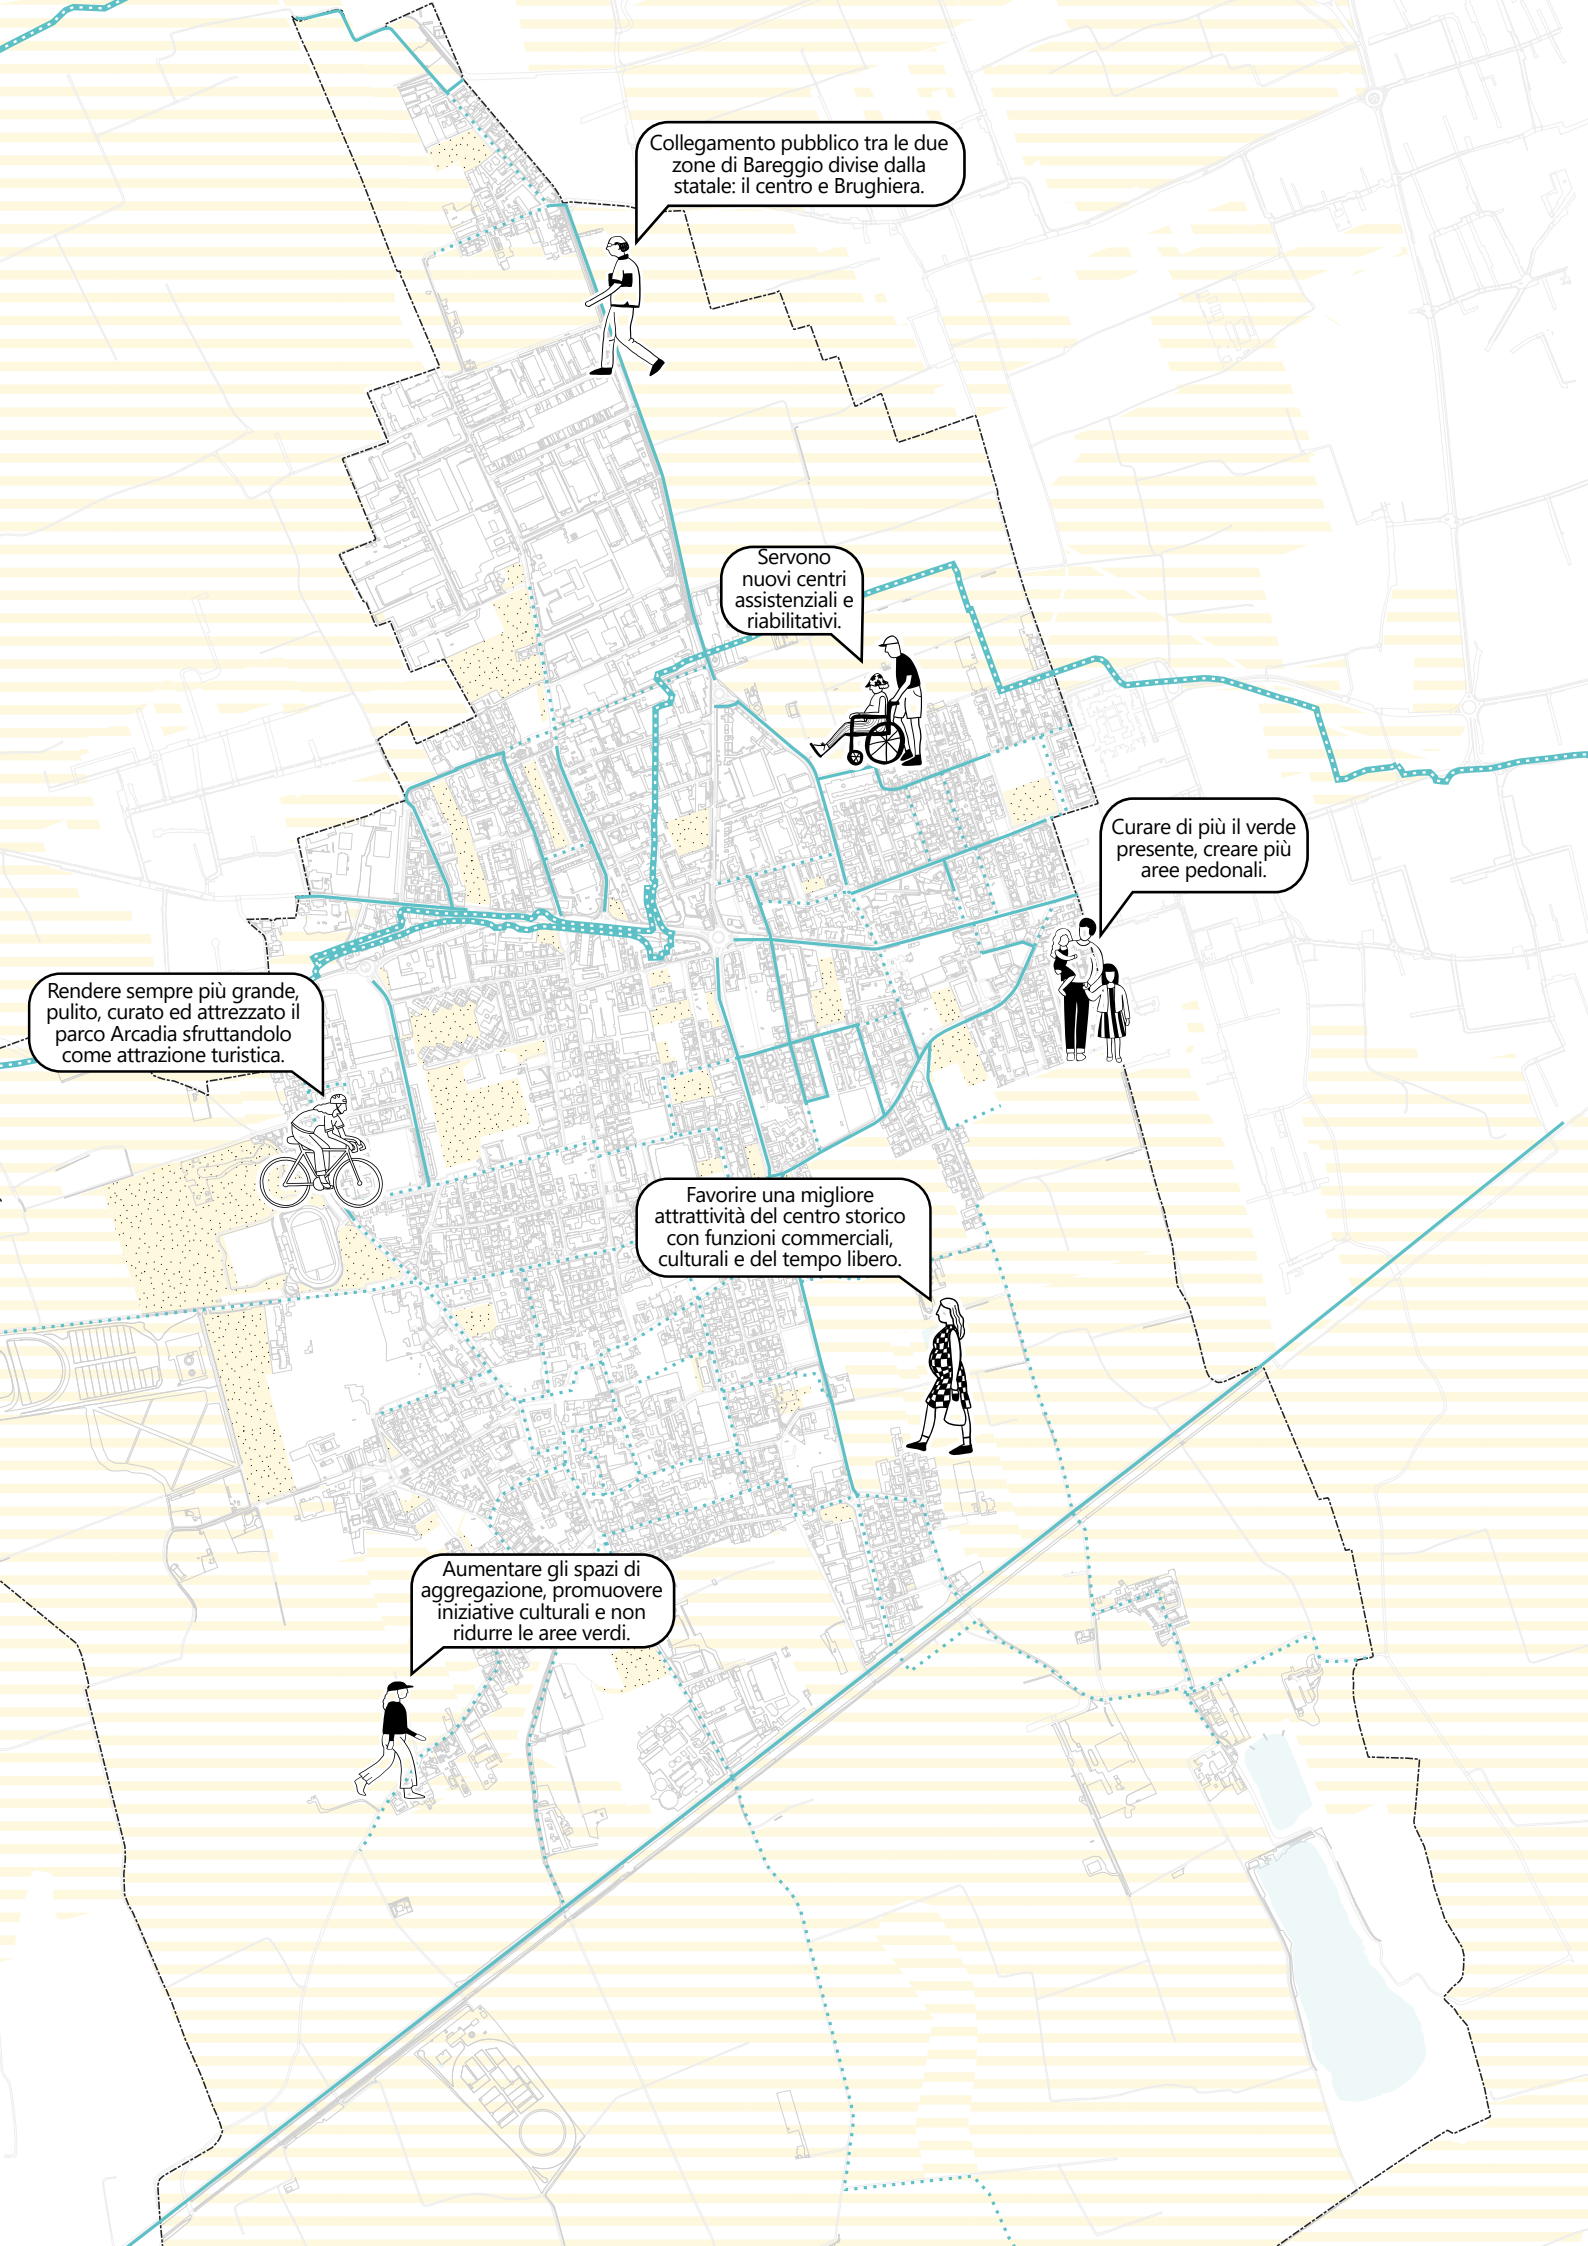 Collegamento pubblico tra le due
zone di Bareggio divise dalla
statale: il centro e Brughiera.
Servono
nuovi centri
assistenziali e
riabilitativi.
Curare di più il verde
presente, creare più
aree pedonali.
Rendere sempre più grande,
pulito, curato ed attrezzato il
parco Arcadia sfruttandolo
come attrazione turistica.
Favorire una migliore
attrattività del centro storico
con funzioni commerciali,
culturali e del tempo libero.
Aumentare gli spazi di
aggregazione, promuovere
iniziative culturali e non
ridurre le aree verdi.